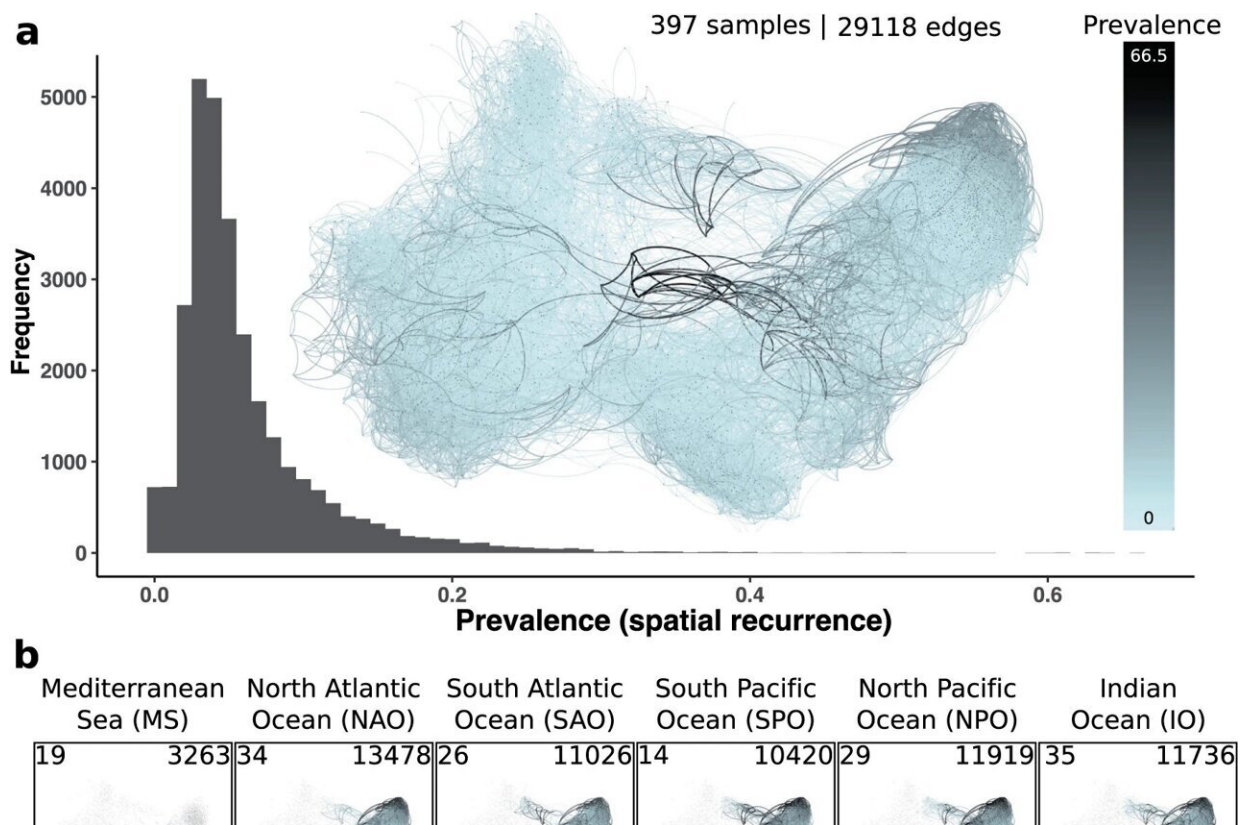 a
397 samples | 29118 edges
Prevalence
66.5
0
Frequency
5000
4000
3000
2000
1000
0
0.0 0.2 0.4 0.6
Prevalence (spatial recurrence)
b
Mediterranean
Sea (MS)
North Atlantic
Ocean (NAO)
South Atlantic
Ocean (SAO)
South Pacific
Ocean (SPO)
North Pacific
Ocean (NPO)
Indian
Ocean (IO)
19 3263
34 13478
26 11026
14 10420
29 11919
35 11736